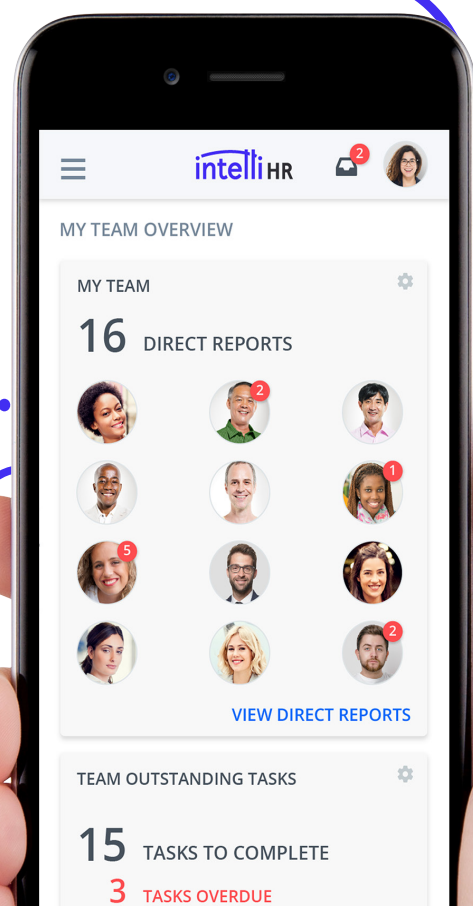 intelliHR
2
MY TEAM OVERVIEW
MY TEAM
16 DIRECT REPORTS
2
1
5
2
VIEW DIRECT REPORTS
TEAM OUTSTANDING TASKS
15 TASKS TO COMPLETE
3 TASKS OVERDUE